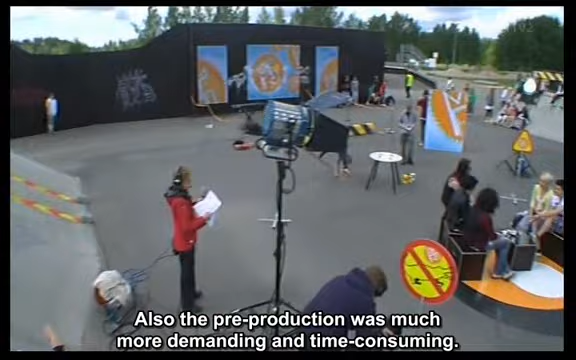 Also the pre-production was much
more demanding and time-consuming.